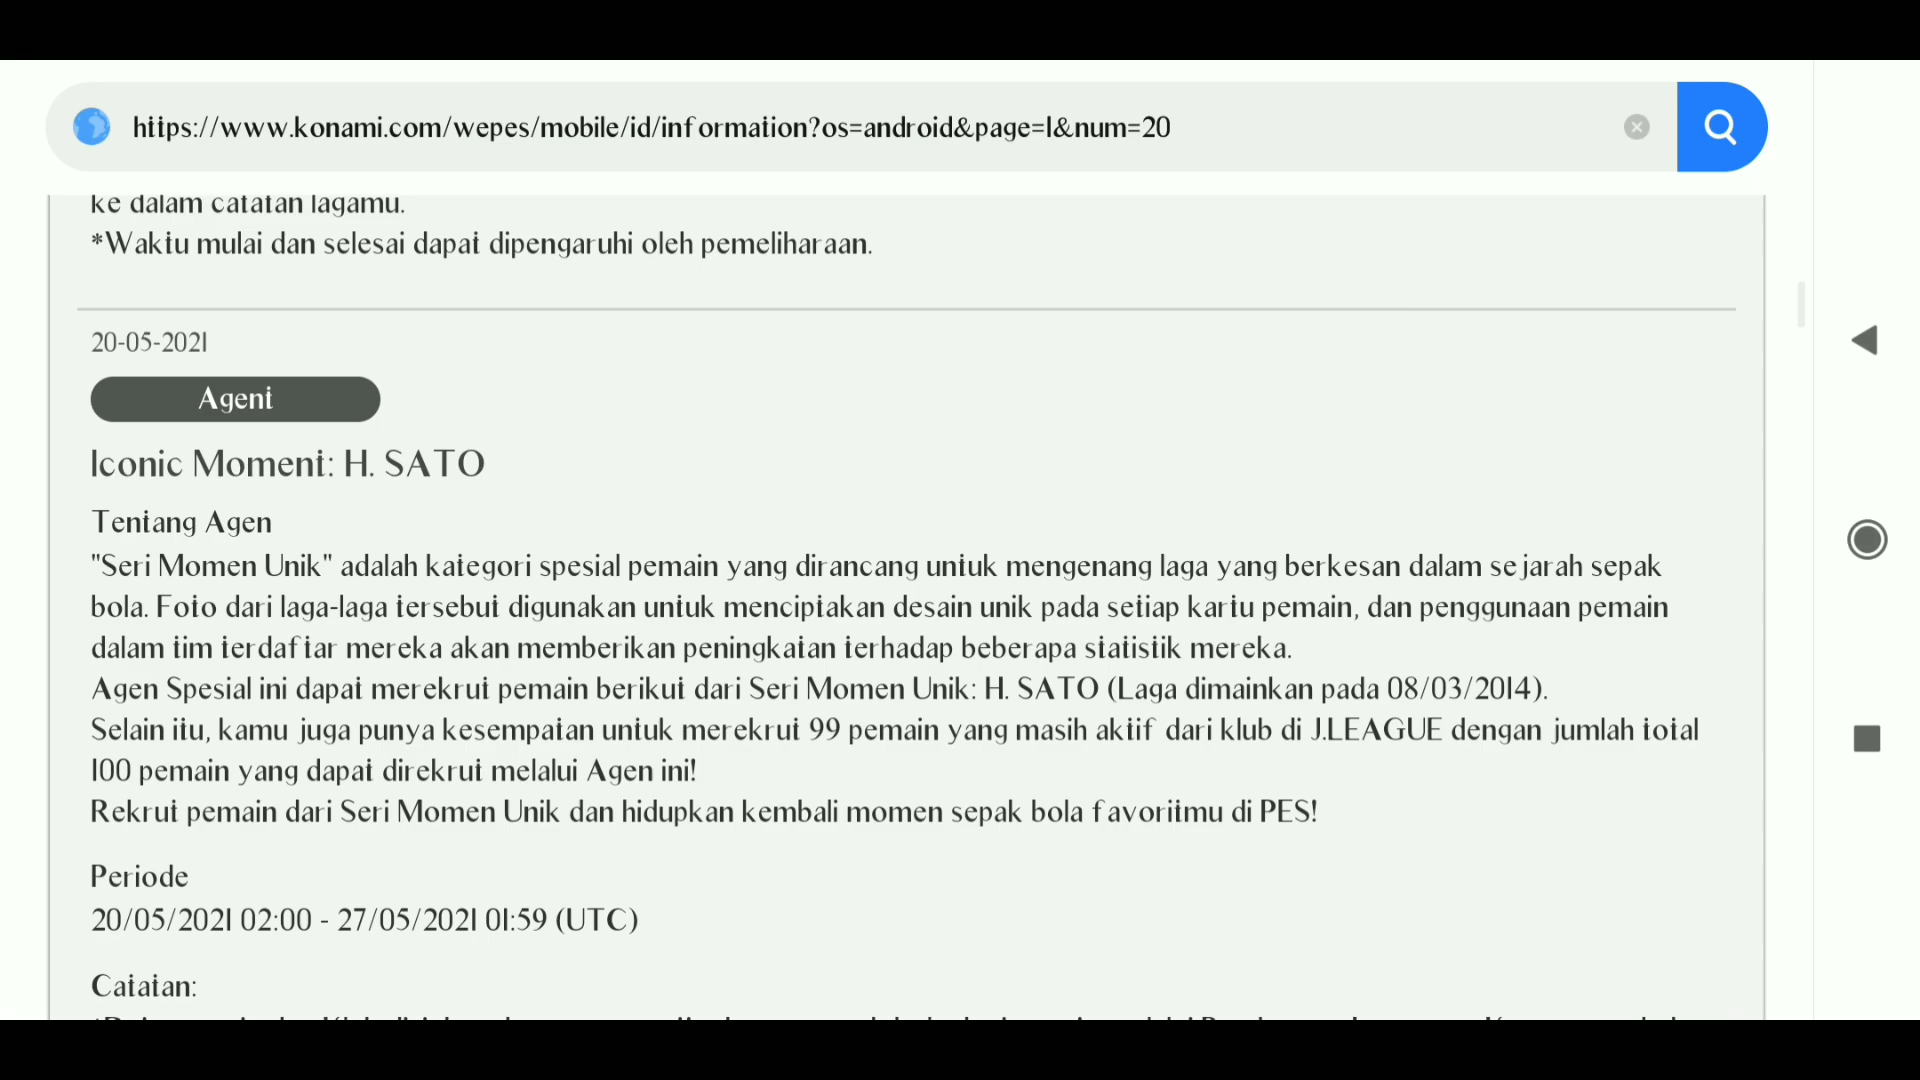 https://www.konami.com/wepes/mobile/id/information?os=android&page=1&num=20
ke dalam catatan lagamu.
*Waktu mulai dan selesai dapat dipengaruhi oleh pemeliharaan.
20-05-2021
Agent
Iconic Moment: H. SATO
Tentang Agen
"Seri Momen Unik" adalah kategori spesial pemain yang dirancang untuk mengenang laga yang berkesan dalam sejarah sepak
bola. Foto dari laga-laga tersebut digunakan untuk menciptakan desain unik pada setiap kartu pemain, dan penggunaan pemain
dalam tim terdaftar mereka akan memberikan peningkatan terhadap beberapa statistik mereka.
Agen Spesial ini dapat merekrut pemain berikut dari Seri Momen Unik: H. SATO (Laga dimainkan pada 08/03/2014).
Selain itu, kamu juga punya kesempatan untuk merekrut 99 pemain yang masih aktif dari klub di J.LEAGUE dengan jumlah total
100 pemain yang dapat direkrut melalui Agen ini!
Rekrut pemain dari Seri Momen Unik dan hidupkan kembali momen sepak bola favoritmu di PES!
Periode
20/05/2021 02:00 - 27/05/2021 01:59 (UTC)
Catatan: